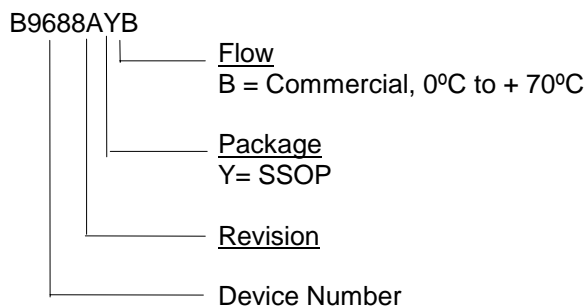 B9688AYB
Flow
B = Commercial, 0ºC to + 70ºC
Package
Y= SSOP
Revision
Device Number